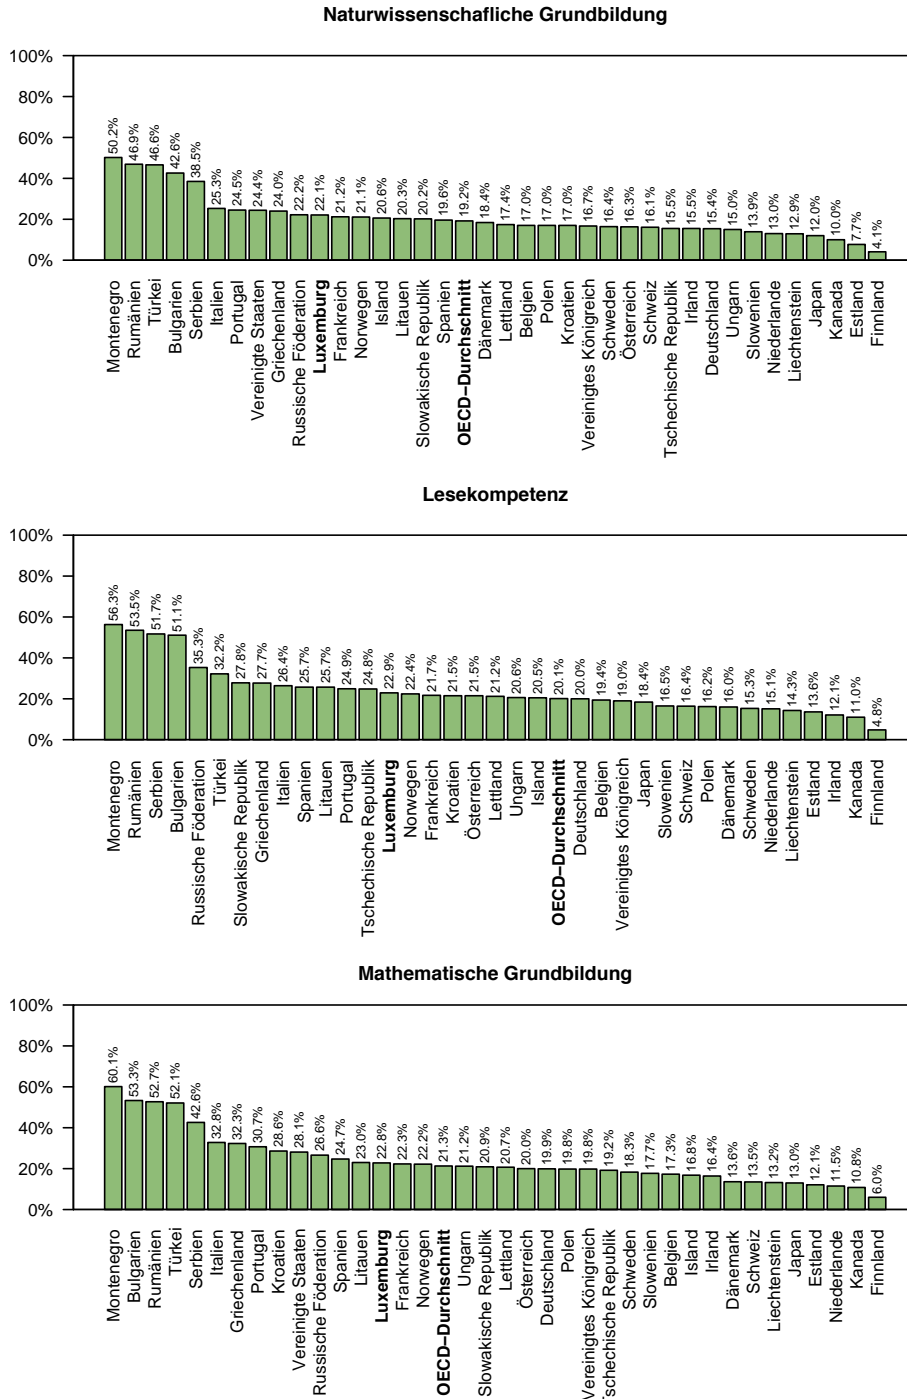 Naturwissenschafliche Grundbildung
100%
80%
60%
40%
20%
0%
50.2% 46.9% 46.6% 42.6% 38.5% 25.3% 24.5% 24.4% 24.0% 22.2% 22.1% 21.2% 21.1% 20.6% 20.3% 20.2% 19.6% 19.2% 18.4% 17.4% 17.0% 17.0% 17.0% 16.7% 16.4% 16.3% 16.1% 15.5% 15.5% 15.4% 15.0% 13.9% 13.0% 12.9% 12.0% 10.0% 7.7% 4.1%
Montenegro
Rumänien
Türkei
Bulgarien
Serbien
Italien
Portugal
Vereinigte Staaten
Griechenland
Russische Föderation
Luxemburg
Frankreich
Norwegen
Island
Litauen
Slowakische Republik
Spanien
OECD−Durchschnitt
Dänemark
Lettland
Belgien
Polen
Kroatien
Vereinigtes Königreich
Schweden
Österreich
Schweiz
Tschechische Republik
Irland
Deutschland
Ungarn
Slowenien
Niederlande
Liechtenstein
Japan
Kanada
Estland
Finnland
Lesekompetenz
100%
80%
60%
40%
20%
0%
56.3% 53.5% 51.7% 51.1% 35.3% 32.2% 27.8% 27.7% 26.4% 25.7% 25.7% 24.9% 24.8% 22.9% 22.4% 21.7% 21.5% 21.5% 21.2% 20.6% 20.5% 20.1% 20.0% 19.4% 19.0% 18.4% 16.5% 16.4% 16.2% 16.0% 15.3% 15.1% 14.3% 13.6% 12.1% 11.0% 4.8%
Montenegro
Rumänien
Serbien
Bulgarien
Russische Föderation
Türkei
Slowakische Republik
Griechenland
Italien
Spanien
Litauen
Portugal
Tschechische Republik
Luxemburg
Norwegen
Frankreich
Kroatien
Österreich
Lettland
Ungarn
Island
OECD−Durchschnitt
Deutschland
Belgien
Vereinigtes Königreich
Japan
Slowenien
Schweiz
Polen
Dänemark
Schweden
Niederlande
Liechtenstein
Estland
Irland
Kanada
Finnland
Mathematische Grundbildung
100%
80%
60%
40%
20%
0%
60.1% 53.3% 52.7% 52.1% 42.6% 32.8% 32.3% 30.7% 28.6% 28.1% 26.6% 24.7% 23.0% 22.8% 22.3% 22.2% 21.3% 21.2% 20.9% 20.7% 20.0% 19.9% 19.8% 19.8% 19.2% 18.3% 17.7% 17.3% 16.8% 16.4% 13.6% 13.5% 13.2% 13.0% 12.1% 11.5% 10.8% 6.0%
Montenegro
Bulgarien
Rumänien
Türkei
Serbien
Italien
Griechenland
Portugal
Kroatien
Vereinigte Staaten
Russische Föderation
Spanien
Litauen
Luxemburg
Frankreich
Norwegen
OECD−Durchschnitt
Ungarn
Slowakische Republik
Lettland
Österreich
Deutschland
Polen
Vereinigtes Königreich
Tschechische Republik
Schweden
Slowenien
Belgien
Island
Irland
Dänemark
Schweiz
Liechtenstein
Japan
Estland
Niederlande
Kanada
Finnland